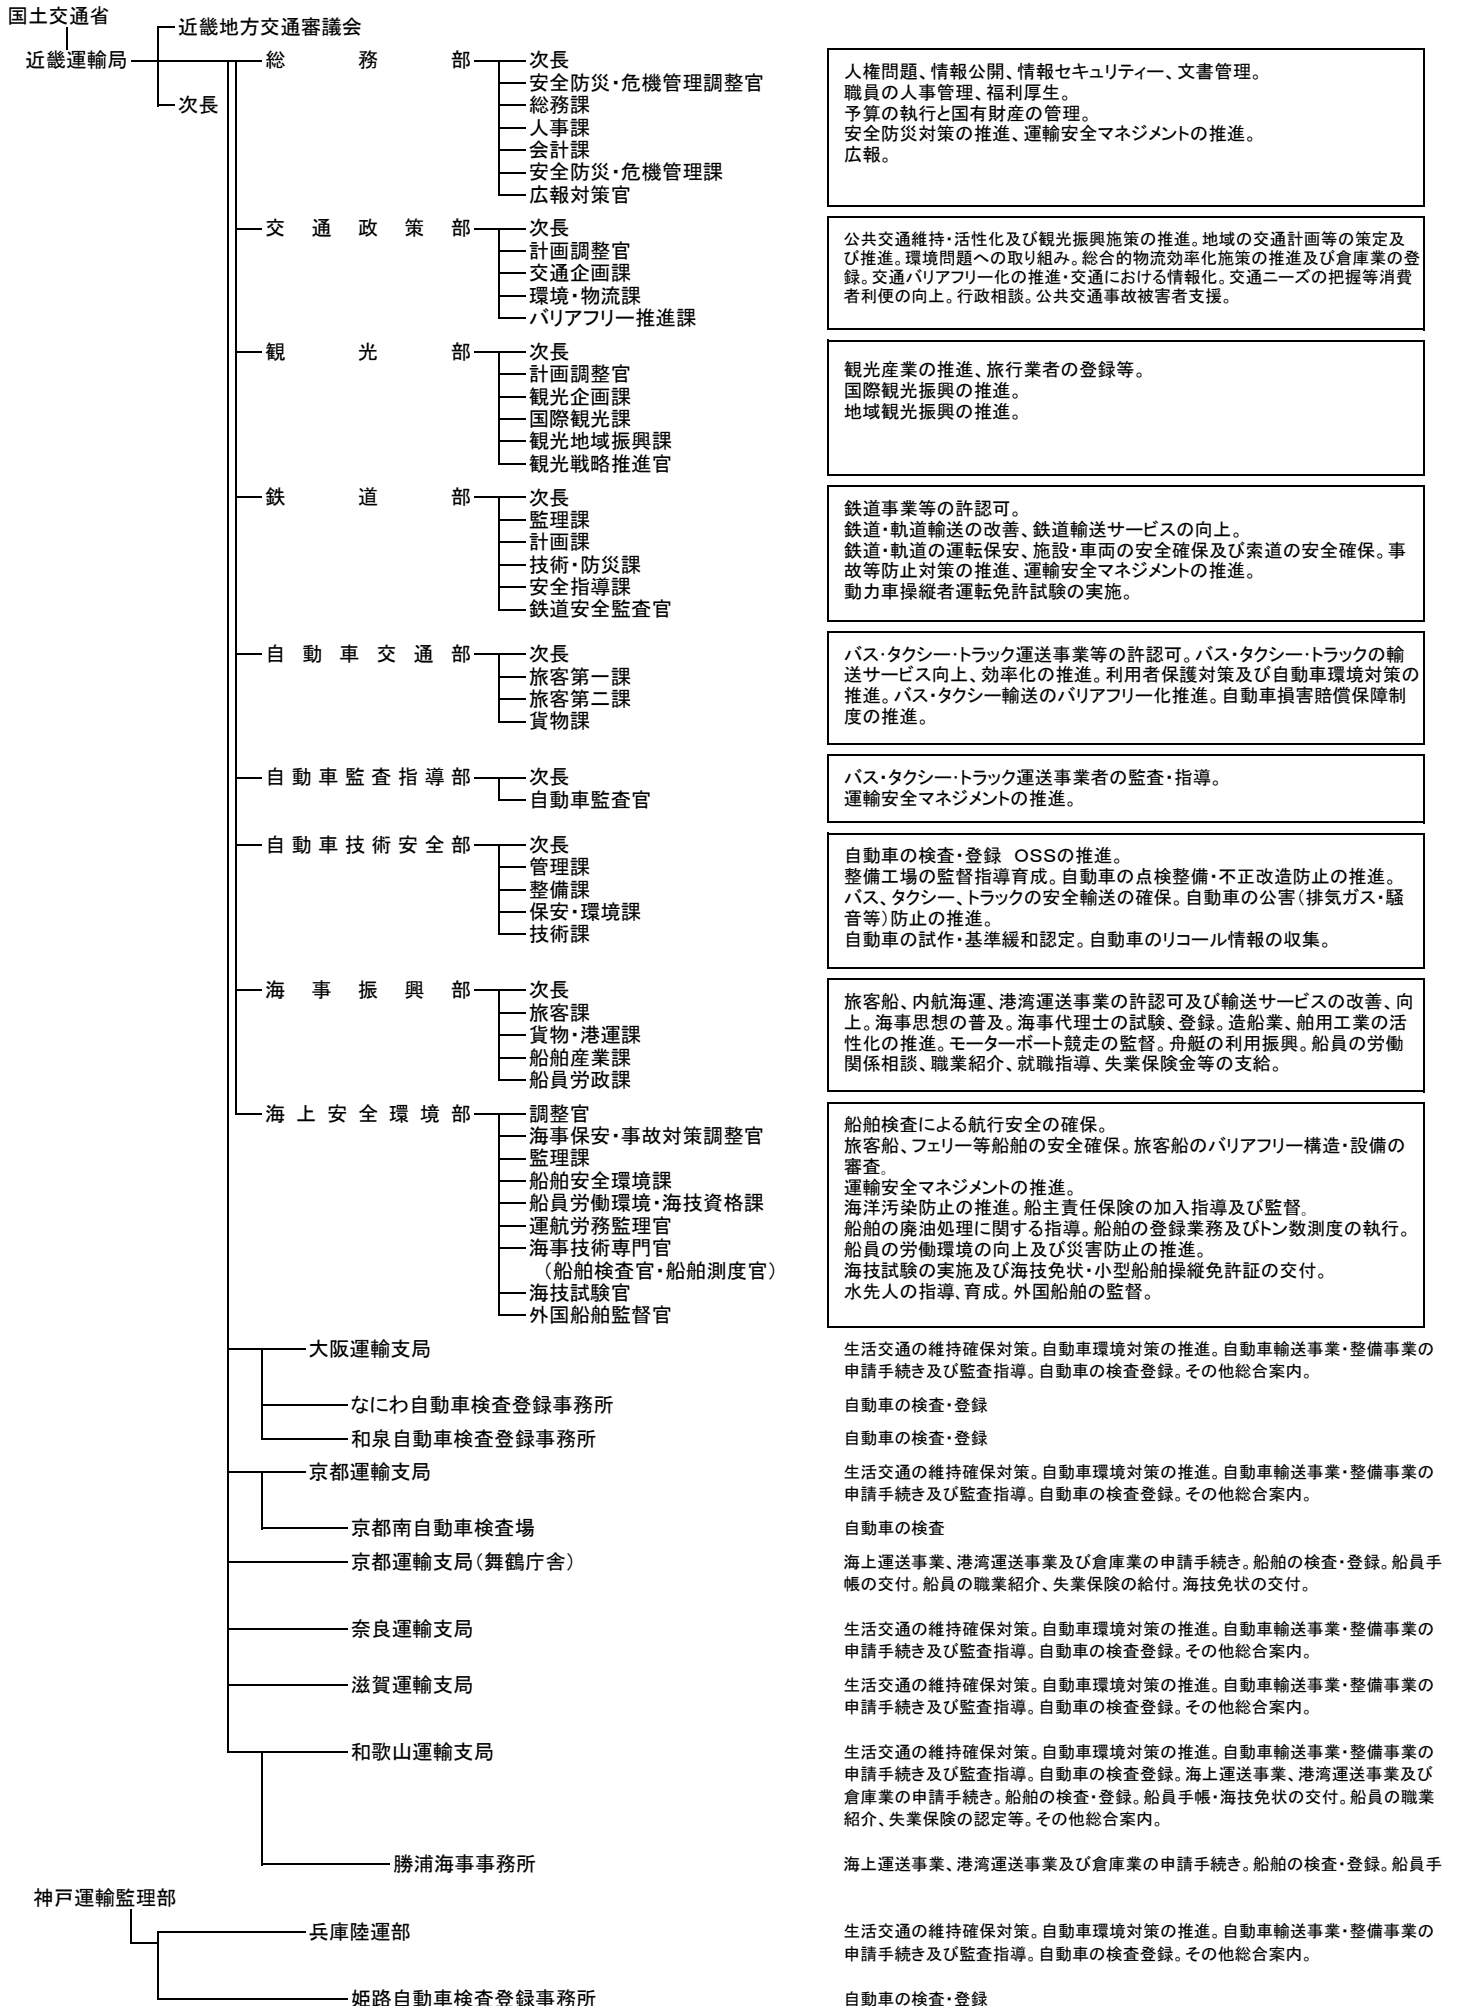 国土交通省
近畿地方交通審議会
近畿運輸局
次長
総務部
次長
安全防災・危機管理調整官
総務課
人事課
会計課
安全防災・危機管理課
広報対策官
人権問題、情報公開、情報セキュリティー、文書管理。
職員の人事管理、福利厚生。
予算の執行と国有財産の管理。
安全防災対策の推進、運輸安全マネジメントの推進。
広報。
交通政策部
次長
計画調整官
交通企画課
環境・物流課
バリアフリー推進課
公共交通維持・活性化及び観光振興施策の推進。地域の交通計画等の策定及
び推進。環境問題への取り組み。総合的物流効率化施策の推進及び倉庫業の登
録。交通バリアフリー化の推進・交通における情報化。交通ニーズの把握等消費
者利便の向上。行政相談。公共交通事故被害者支援。
観光部
次長
計画調整官
観光企画課
国際観光課
観光地域振興課
観光戦略推進官
観光産業の推進、旅行業者の登録等。
国際観光振興の推進。
地域観光振興の推進。
鉄道部
次長
監理課
計画課
技術・防災課
安全指導課
鉄道安全監査官
鉄道事業等の許認可。
鉄道・軌道輸送の改善、鉄道輸送サービスの向上。
鉄道・軌道の運転保安、施設・車両の安全確保及び索道の安全確保。事
故等防止対策の推進、運輸安全マネジメントの推進。
動力車操縦者運転免許試験の実施。
自動車交通部
次長
旅客第一課
旅客第二課
貨物課
バス・タクシー・トラック運送事業等の許認可。バス・タクシー・トラックの輸
送サービス向上、効率化の推進。利用者保護対策及び自動車環境対策の
推進。バス・タクシー輸送のバリアフリー化推進。自動車損害賠償保障制
度の推進。
自動車監査指導部
次長
自動車監査官
バス・タクシー・トラック運送事業者の監査・指導。
運輸安全マネジメントの推進。
自動車技術安全部
次長
管理課
整備課
保安・環境課
技術課
自動車の検査・登録 OSSの推進。
整備工場の監督指導育成。自動車の点検整備・不正改造防止の推進。
バス、タクシー、トラックの安全輸送の確保。自動車の公害（排気ガス・騒
音等）防止の推進。
自動車の試作・基準緩和認定。自動車のリコール情報の収集。
海事振興部
次長
旅客課
貨物・港運課
船舶産業課
船員労政課
旅客船、内航海運、港湾運送事業の許認可及び輸送サービスの改善、向
上。海事思想の普及。海事代理士の試験、登録。造船業、舶用工業の活
性化の推進。モーターボート競走の監督。舟艇の利用振興。船員の労働
関係相談、職業紹介、就職指導、失業保険金等の支給。
海上安全環境部
調整官
海事保安・事故対策調整官
監理課
船舶安全環境課
船員労働環境・海技資格課
運航労務監理官
海事技術専門官
（船舶検査官・船舶測度官）
海技試験官
外国船舶監督官
船舶検査による航行安全の確保。
旅客船、フェリー等船舶の安全確保。旅客船のバリアフリー構造・設備の
審査。
運輸安全マネジメントの推進。
海洋汚染防止の推進。船主責任保険の加入指導及び監督。
船舶の廃油処理に関する指導。船舶の登録業務及びトン数測度の執行。
船員の労働環境の向上及び災害防止の推進。
海技試験の実施及び海技免状・小型船舶操縦免許証の交付。
水先人の指導、育成。外国船舶の監督。
大阪運輸支局
生活交通の維持確保対策。自動車環境対策の推進。自動車輸送事業・整備事業の
申請手続き及び監査指導。自動車の検査登録。その他総合案内。
なにわ自動車検査登録事務所
自動車の検査・登録
和泉自動車検査登録事務所
自動車の検査・登録
京都運輸支局
生活交通の維持確保対策。自動車環境対策の推進。自動車輸送事業・整備事業の
申請手続き及び監査指導。自動車の検査登録。その他総合案内。
京都南自動車検査場
自動車の検査
京都運輸支局（舞鶴庁舎）
海上運送事業、港湾運送事業及び倉庫業の申請手続き。船舶の検査・登録。船員手
帳の交付。船員の職業紹介、失業保険の給付。海技免状の交付。
奈良運輸支局
生活交通の維持確保対策。自動車環境対策の推進。自動車輸送事業・整備事業の
申請手続き及び監査指導。自動車の検査登録。その他総合案内。
滋賀運輸支局
生活交通の維持確保対策。自動車環境対策の推進。自動車輸送事業・整備事業の
申請手続き及び監査指導。自動車の検査登録。その他総合案内。
和歌山運輸支局
生活交通の維持確保対策。自動車環境対策の推進。自動車輸送事業・整備事業の
申請手続き及び監査指導。自動車の検査登録。海上運送事業、港湾運送事業及び
倉庫業の申請手続き。船舶の検査・登録。船員手帳・海技免状の交付。船員の職業
紹介、失業保険の認定等。その他総合案内。
勝浦海事事務所
海上運送事業、港湾運送事業及び倉庫業の申請手続き。船舶の検査・登録。船員手
神戸運輸監理部
兵庫陸運部
生活交通の維持確保対策。自動車環境対策の推進。自動車輸送事業・整備事業の
申請手続き及び監査指導。自動車の検査登録。その他総合案内。
姫路自動車検査登録事務所
自動車の検査・登録